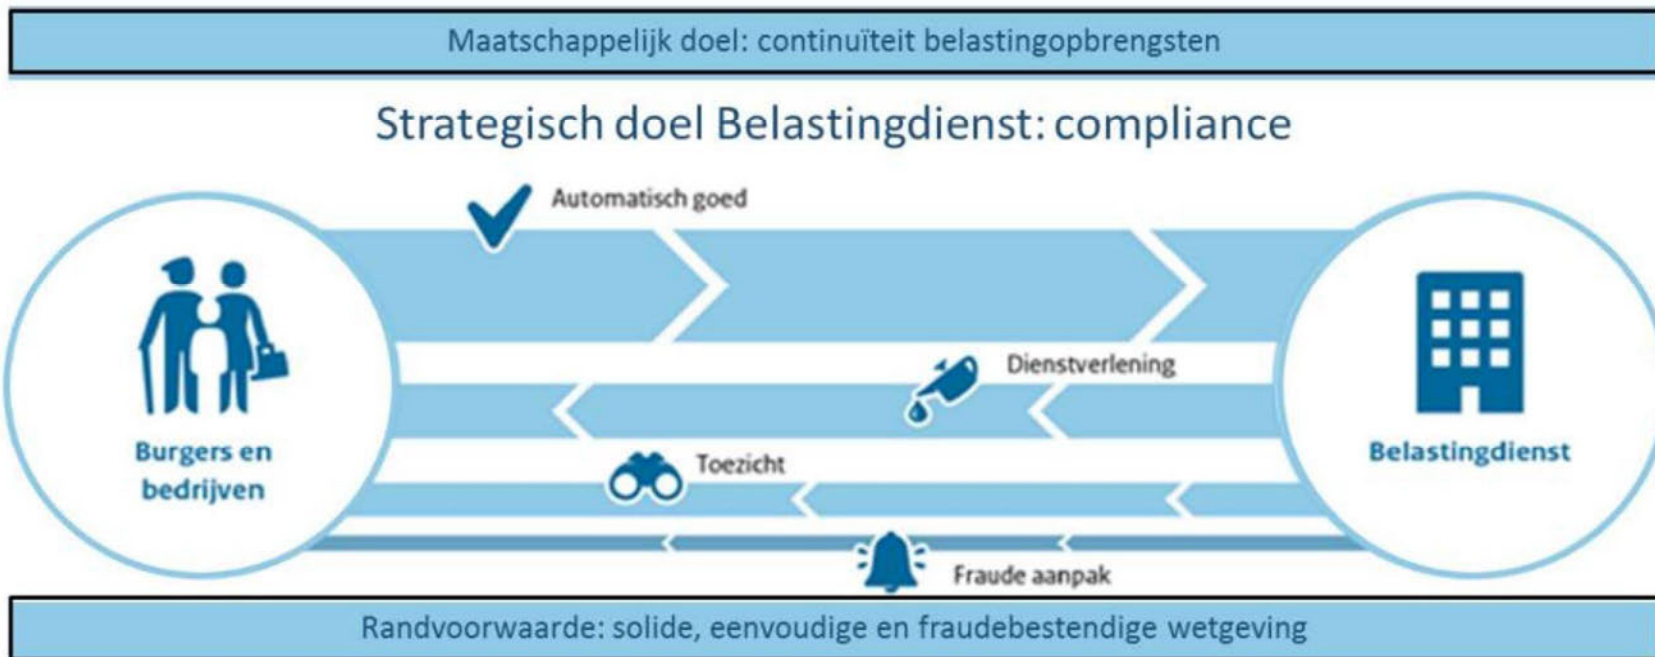 Maatschappelijk doel: continuïteit belastingopbrengsten
Strategisch doel Belastingdienst: compliance
Automatisch goed
Dienstverlening
Toezicht
Fraude aanpak
Burgers en
bedrijven
Belastingdienst
Randvoorwaarde: solide, eenvoudige en fraudebestendige wetgeving